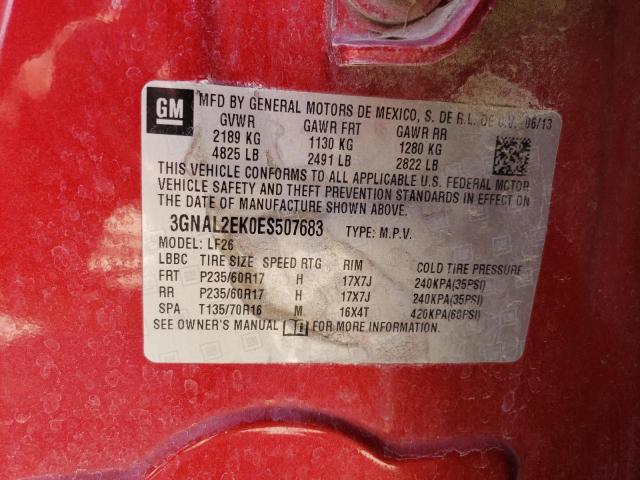 GM MFD BY GENERAL MOTORS DE MEXICO, S. DE R.L. DE C.V. 06/13
GVWR GAWR FRT GAWR RR
2189 KG 1130 KG 1280 KG
4825 LB 2491 LB 2822 LB
THIS VEHICLE CONFORMS TO ALL APPLICABLE U.S. FEDERAL MOTOR
VEHICLE SAFETY AND THEFT PREVENTION STANDARDS IN EFFECT ON
THE DATE OF MANUFACTURE SHOWN ABOVE.
3GNAL2EK0ES507683 TYPE: M.P.V.
MODEL: LF26
LBBC TIRE SIZE SPEED RTG RIM COLD TIRE PRESSURE
FRT P235/60R17 H 17X7J 240KPA(35PSI)
RR P235/60R17 H 17X7J 240KPA(35PSI)
SPA T135/70R16 M 16X4T 420KPA(60PSI)
SEE OWNER'S MANUAL FOR MORE INFORMATION.